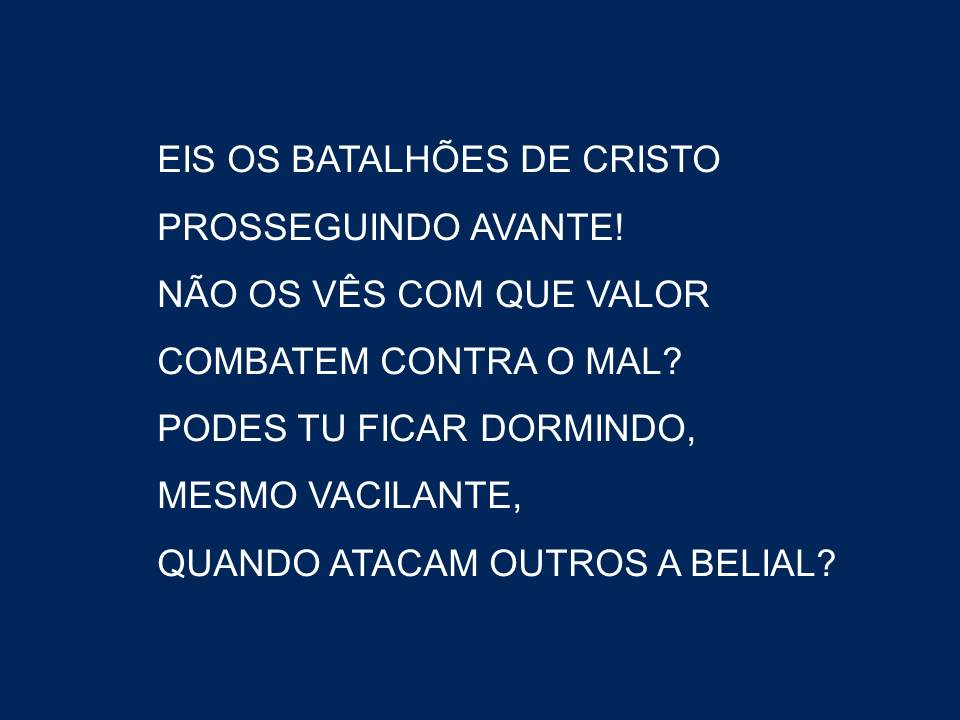 EIS OS BATALHÕES DE CRISTO
PROSSEGUINDO AVANTE!
NÃO OS VÊS COM QUE VALOR
COMBATEM CONTRA O MAL?
PODES TU FICAR DORMINDO,
MESMO VACILANTE,
QUANDO ATACAM OUTROS A BELIAL?